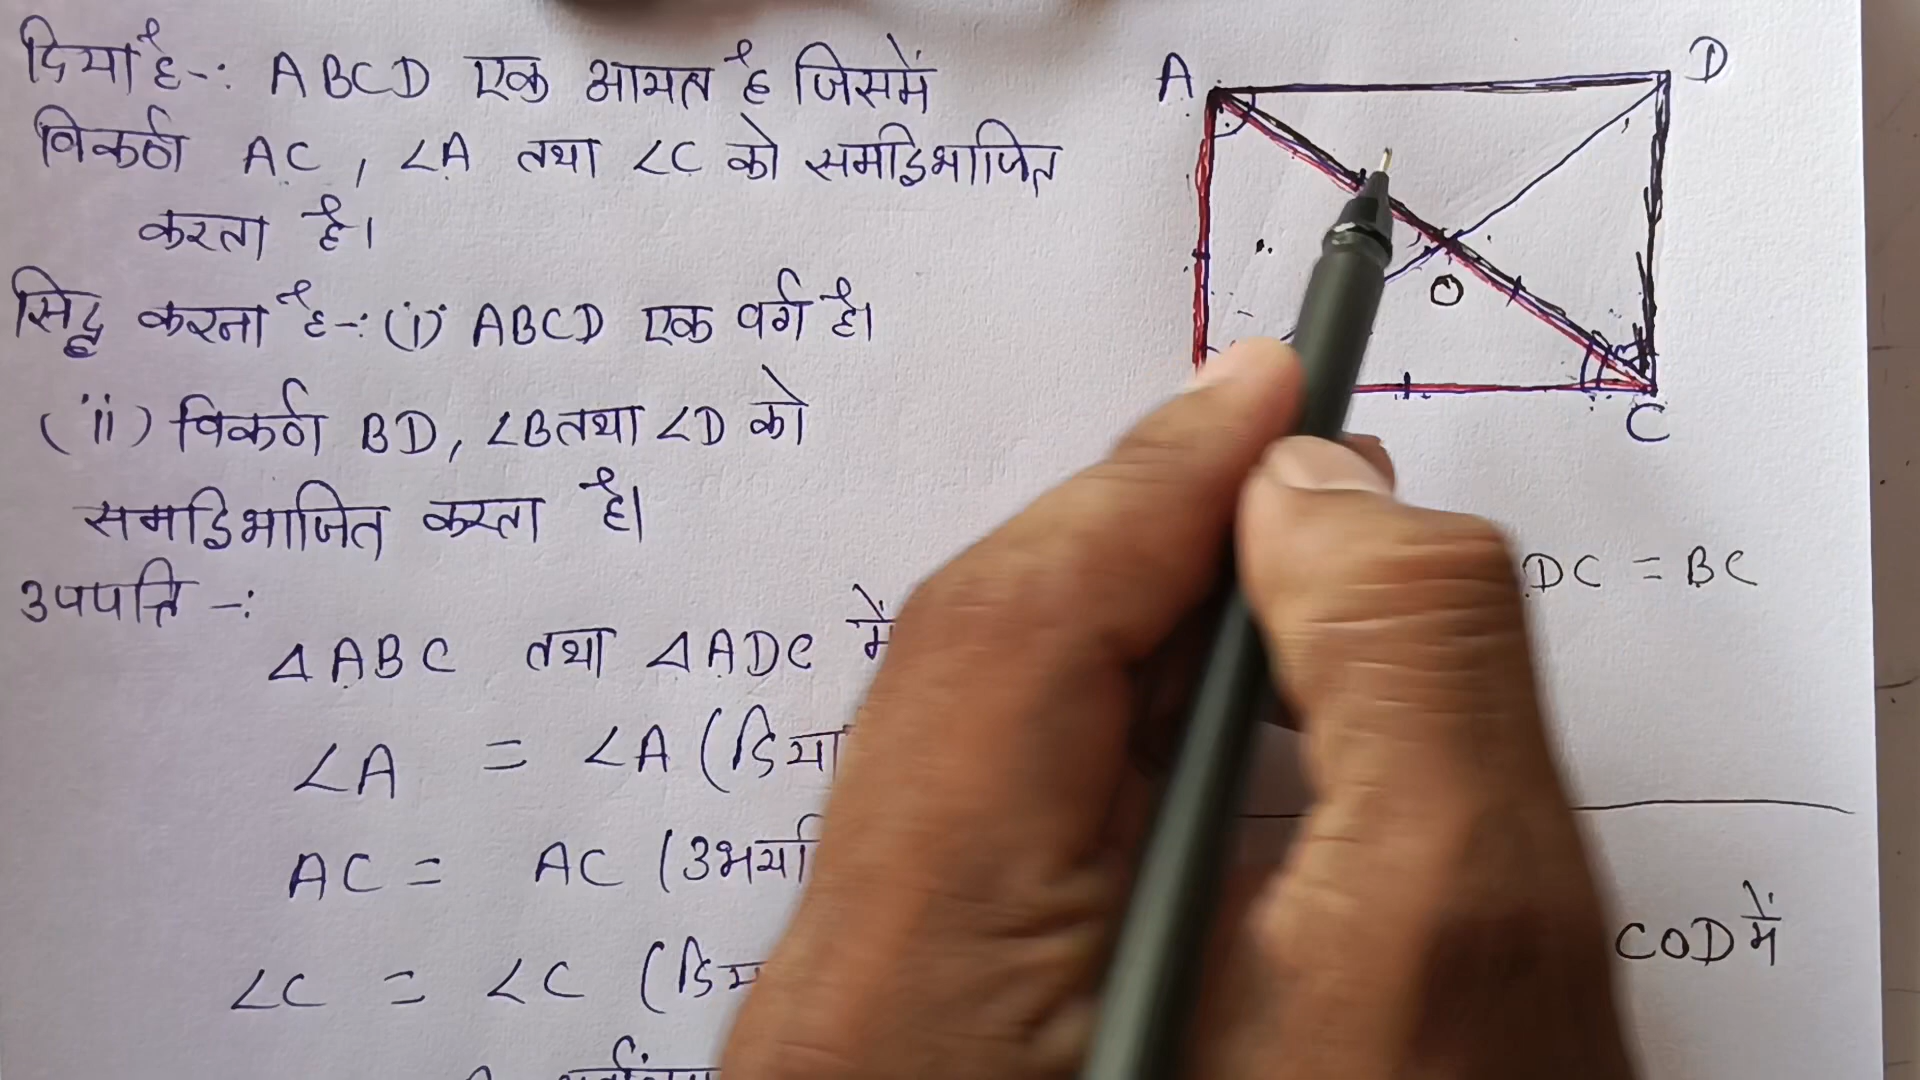 दिया है-: ABCD एक आयत है जिसमें
विकर्ण AC, ∠A तथा ∠C को समद्विभाजित
करता है।
सिद्ध करना है-: (i) ABCD एक वर्ग है।
(ii) विकर्ण BD, ∠B तथा ∠D को
समद्विभाजित करता है।
उपपत्ति -:
△ABC तथा △ADC में
∠A = ∠A (दिया
AC = AC (उभयनि
∠C = ∠C (दिय
A
D
O
C
DC = BC
COD में